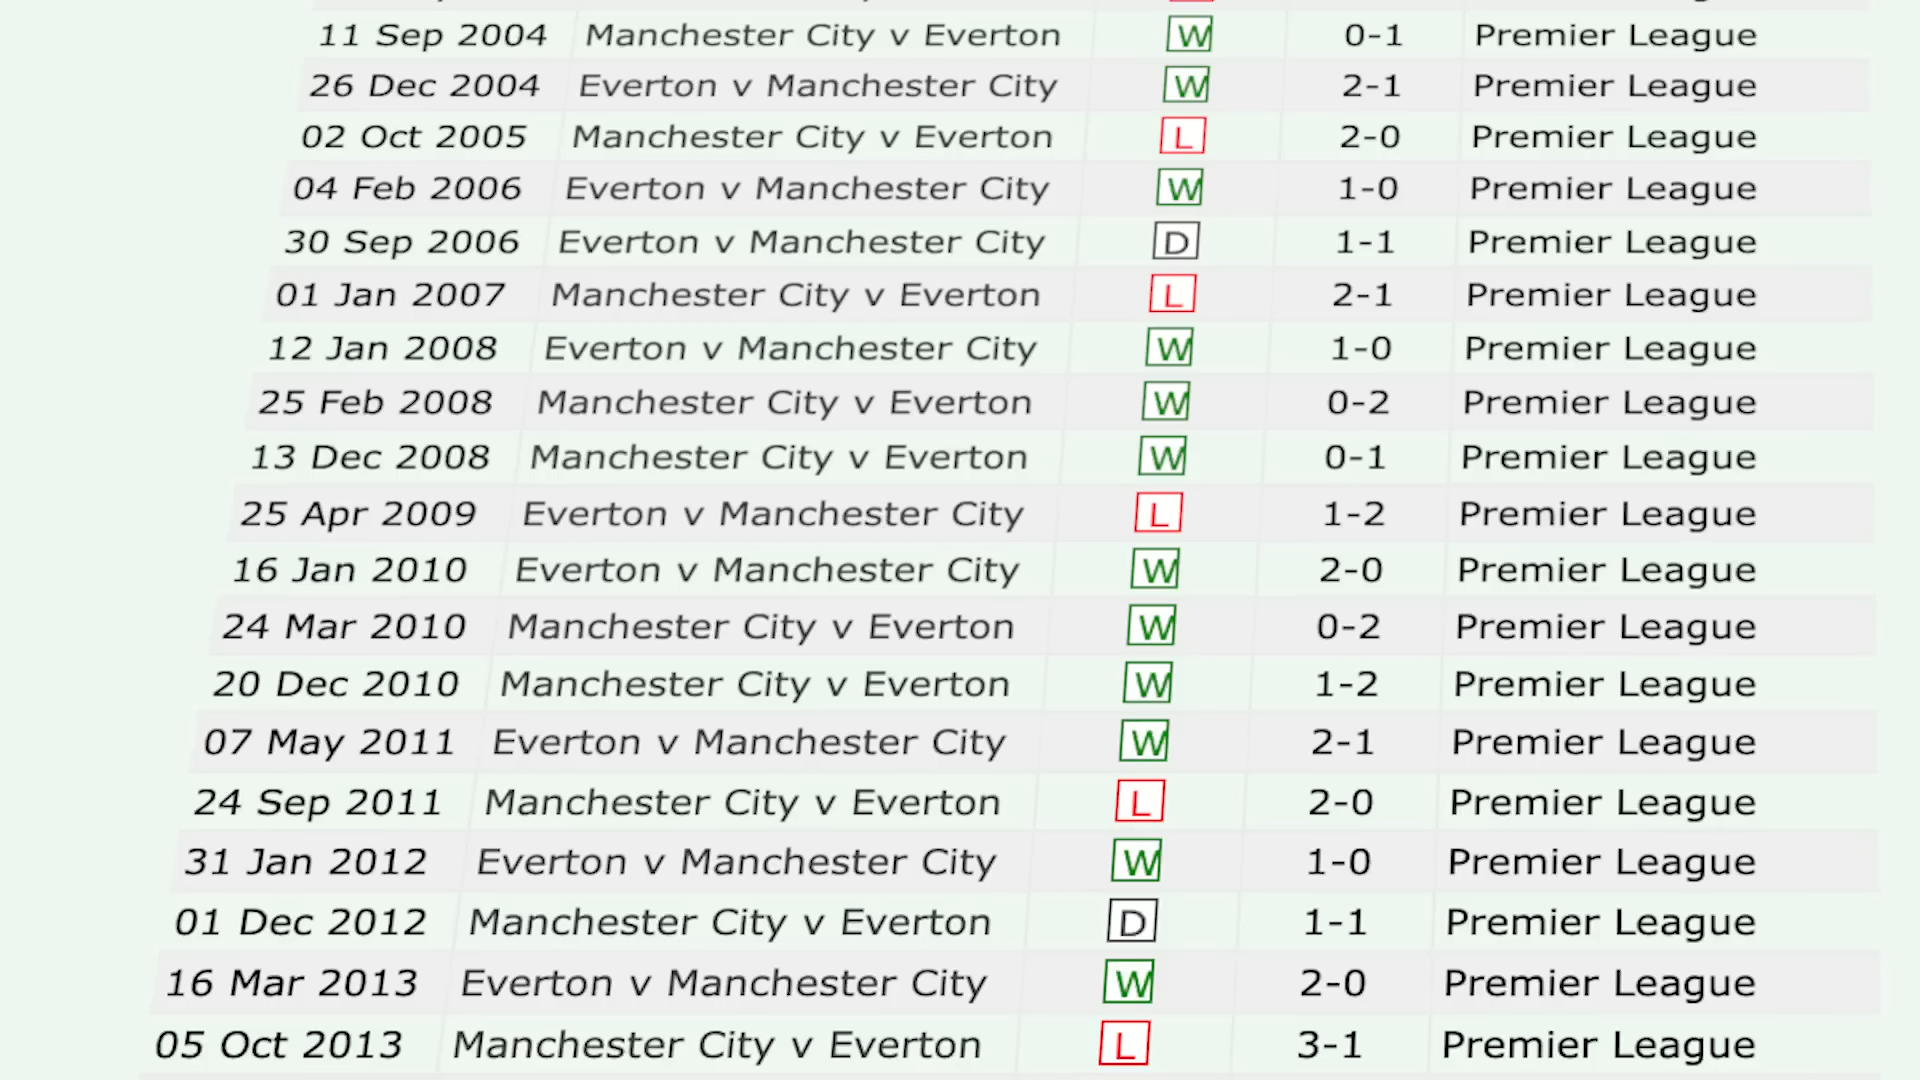 11 Sep 2004 Manchester City v Everton W 0-1 Premier League
26 Dec 2004 Everton v Manchester City W 2-1 Premier League
02 Oct 2005 Manchester City v Everton L 2-0 Premier League
04 Feb 2006 Everton v Manchester City W 1-0 Premier League
30 Sep 2006 Everton v Manchester City D 1-1 Premier League
01 Jan 2007 Manchester City v Everton L 2-1 Premier League
12 Jan 2008 Everton v Manchester City W 1-0 Premier League
25 Feb 2008 Manchester City v Everton W 0-2 Premier League
13 Dec 2008 Manchester City v Everton W 0-1 Premier League
25 Apr 2009 Everton v Manchester City L 1-2 Premier League
16 Jan 2010 Everton v Manchester City W 2-0 Premier League
24 Mar 2010 Manchester City v Everton W 0-2 Premier League
20 Dec 2010 Manchester City v Everton W 1-2 Premier League
07 May 2011 Everton v Manchester City W 2-1 Premier League
24 Sep 2011 Manchester City v Everton L 2-0 Premier League
31 Jan 2012 Everton v Manchester City W 1-0 Premier League
01 Dec 2012 Manchester City v Everton D 1-1 Premier League
16 Mar 2013 Everton v Manchester City W 2-0 Premier League
05 Oct 2013 Manchester City v Everton L 3-1 Premier League